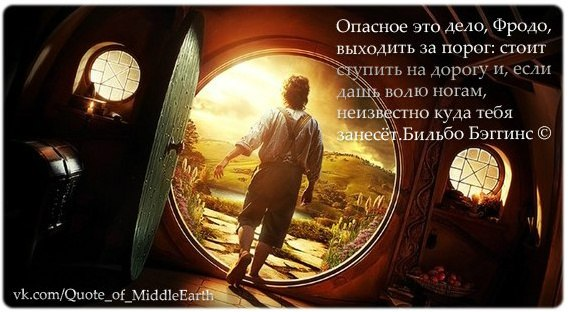 Опасное это дело, Фродо,
выходить за порог: стоит
ступить на дорогу и, если
дашь волю ногам,
неизвестно куда тебя
занесёт.Бильбо Бэггинс ©
vk.com/Quote_of_MiddleEarth